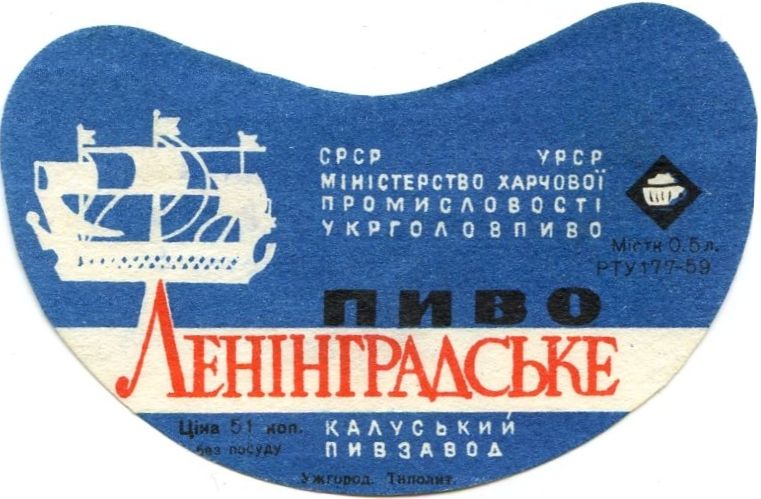 СРСР УРСР
МІНІСТЕРСТВО ХАРЧОВОЇ
ПРОМИСЛОВОСТІ
УКРГОЛОВПИВО
Містк 0.5 л.
РТУ 177-59
ПИВО
ЛЕНІНГРАДСЬКЕ
Ціна 51 коп.
без посуду
КАЛУСЬКИЙ
ПИВЗАВОД
Ужгород. Типолит.